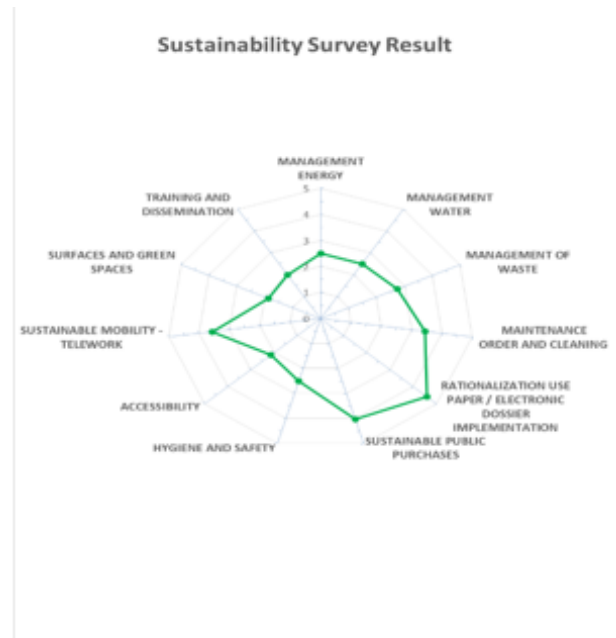 Sustainability Survey Result
MANAGEMENT
ENERGY
5
4
3
2
1
0
MANAGEMENT
WATER
MANAGEMENT OF
WASTE
MAINTENANCE
ORDER AND CLEANING
RATIONALIZATION USE
PAPER / ELECTRONIC
DOSSIER
IMPLEMENTATION
SUSTAINABLE PUBLIC
PURCHASES
HYGIENE AND SAFETY
ACCESSIBILITY
SUSTAINABLE MOBILITY -
TELEWORK
SURFACES AND GREEN
SPACES
TRAINING AND
DISSEMINATION